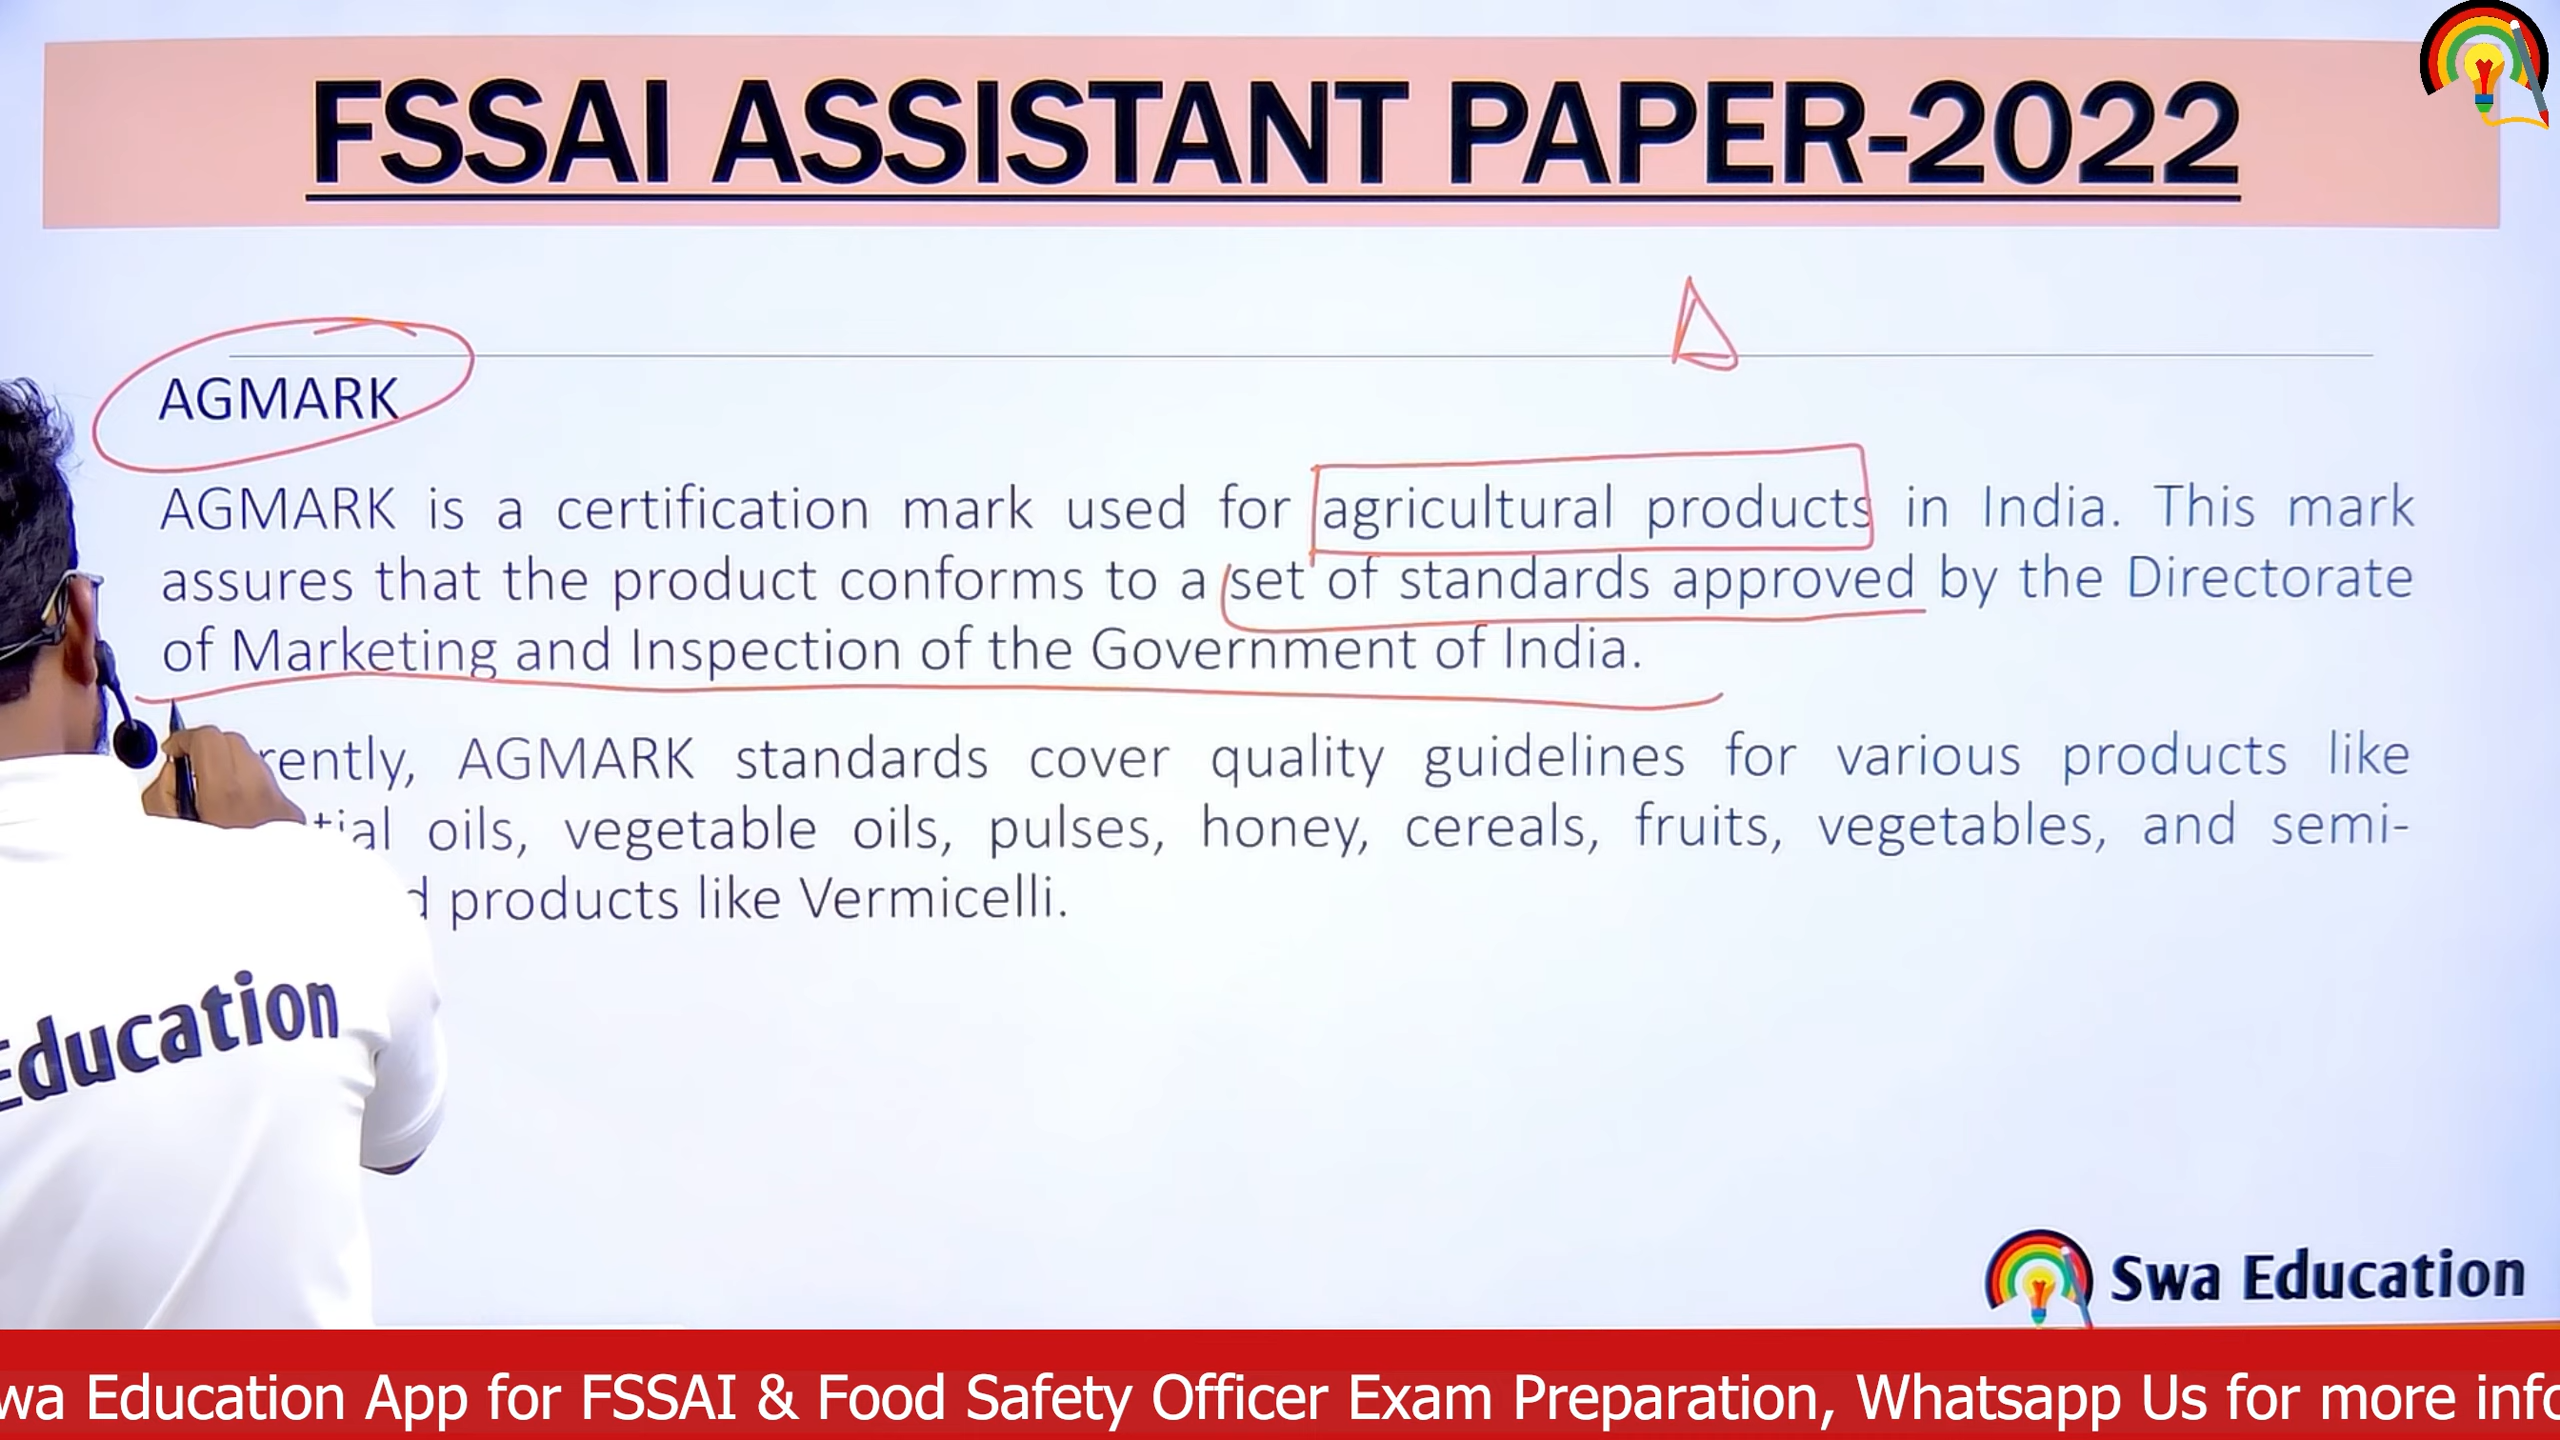 FSSAI ASSISTANT PAPER-2022
AGMARK
AGMARK is a certification mark used for agricultural products in India. This mark
assures that the product conforms to a set of standards approved by the Directorate
of Marketing and Inspection of the Government of India.
AGMARK standards cover quality guidelines for various products like
oils, vegetable oils, pulses, honey, cereals, fruits, vegetables, and semi-
products like Vermicelli.
Education
Swa Education
Education App for FSSAI & Food Safety Officer Exam Preparation, Whatsapp Us for more info